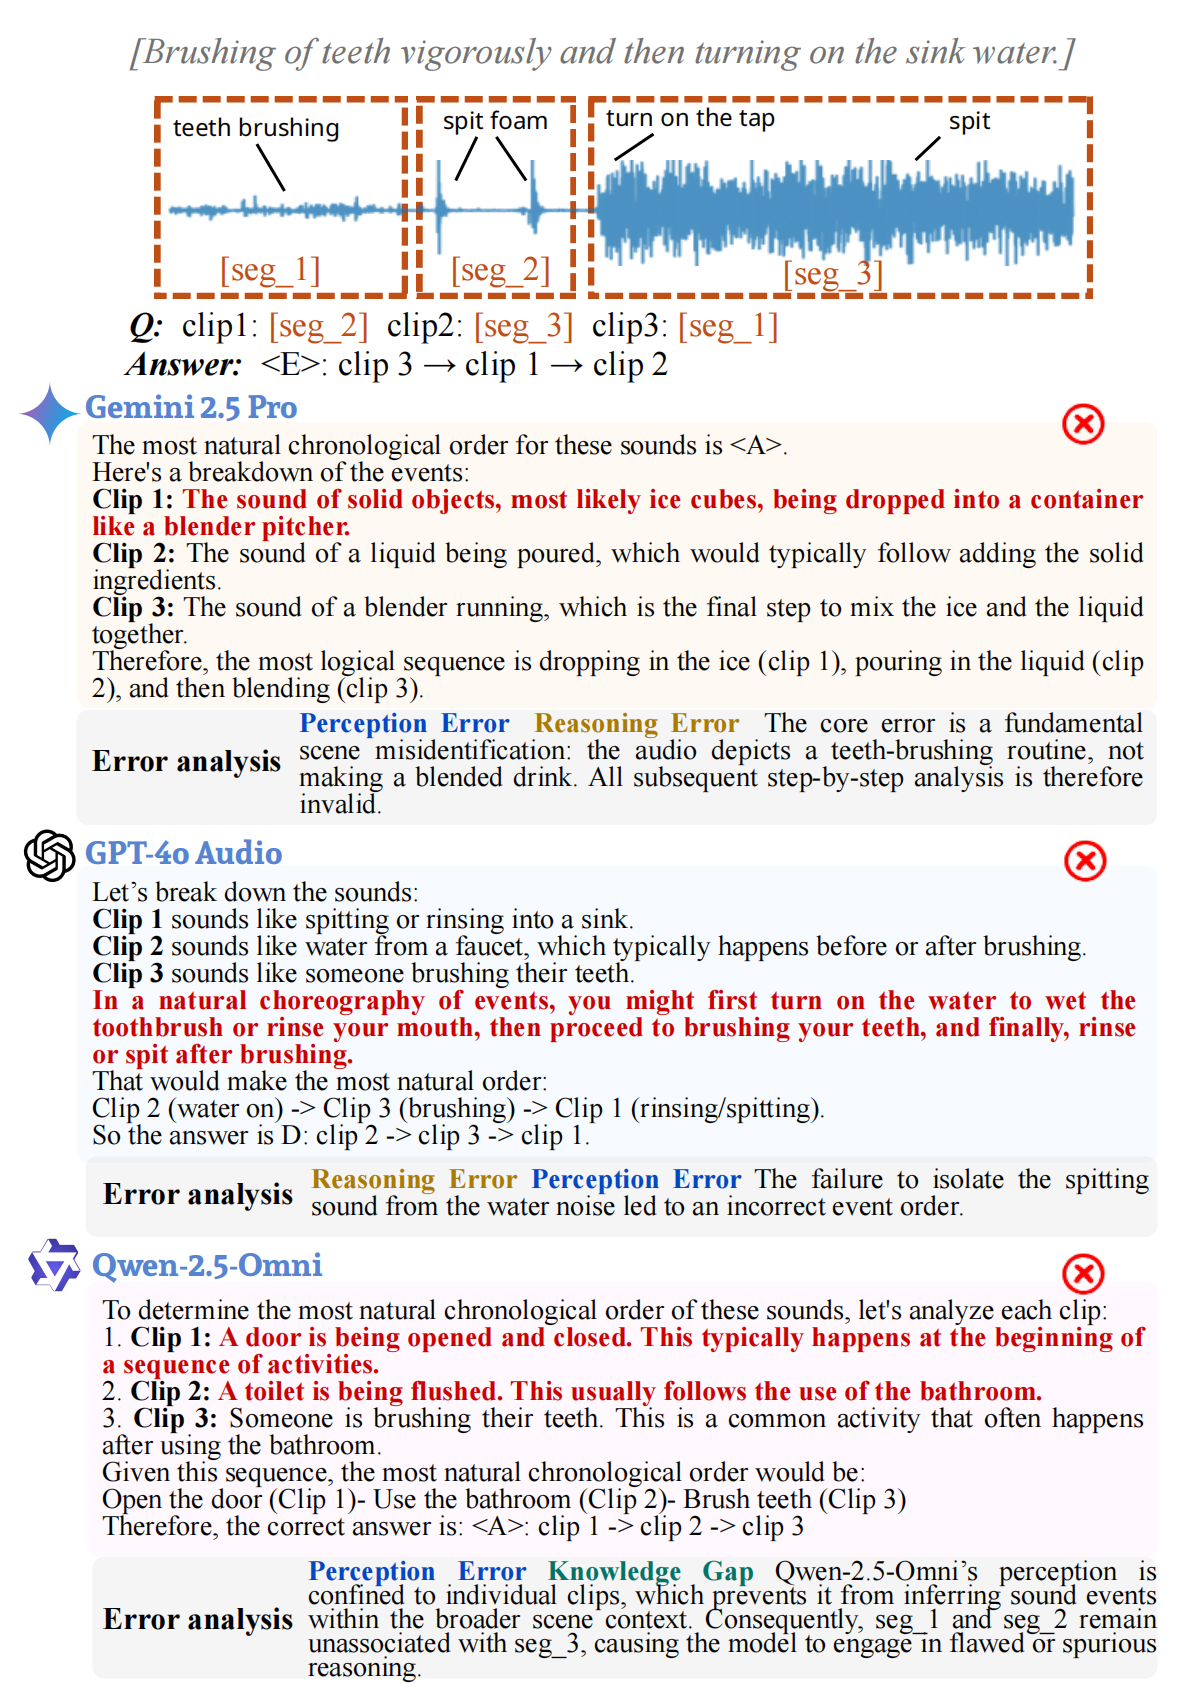 [Brushing of teeth vigorously and then turning on the sink water.]
teeth brushing
spit foam
turn on the tap
spit
[seg_1]
[seg_2]
[seg_3]
Q: clip1: [seg_2] clip2: [seg_3] clip3: [seg_1]
Answer: <E>: clip 3 → clip 1 → clip 2
Gemini 2.5 Pro
The most natural chronological order for these sounds is <A>.
Here's a breakdown of the events:
Clip 1: The sound of solid objects, most likely ice cubes, being dropped into a container
like a blender pitcher.
Clip 2: The sound of a liquid being poured, which would typically follow adding the solid
ingredients.
Clip 3: The sound of a blender running, which is the final step to mix the ice and the liquid
together.
Therefore, the most logical sequence is dropping in the ice (clip 1), pouring in the liquid (clip
2), and then blending (clip 3).
Error analysis
Perception Error Reasoning Error The core error is a fundamental
scene misidentification: the audio depicts a teeth-brushing routine, not
making a blended drink. All subsequent step-by-step analysis is therefore
invalid.
GPT-4o Audio
Let's break down the sounds:
Clip 1 sounds like spitting or rinsing into a sink.
Clip 2 sounds like water from a faucet, which typically happens before or after brushing.
Clip 3 sounds like someone brushing their teeth.
In a natural choreography of events, you might first turn on the water to wet the
toothbrush or rinse your mouth, then proceed to brushing your teeth, and finally, rinse
or spit after brushing.
That would make the most natural order:
Clip 2 (water on) -> Clip 3 (brushing) -> Clip 1 (rinsing/spitting).
So the answer is D: clip 2 -> clip 3 -> clip 1.
Error analysis
Reasoning Error Perception Error The failure to isolate the spitting
sound from the water noise led to an incorrect event order.
Qwen-2.5-Omni
To determine the most natural chronological order of these sounds, let's analyze each clip:
1. Clip 1: A door is being opened and closed. This typically happens at the beginning of
a sequence of activities.
2. Clip 2: A toilet is being flushed. This usually follows the use of the bathroom.
3. Clip 3: Someone is brushing their teeth. This is a common activity that often happens
after using the bathroom.
Given this sequence, the most natural chronological order would be:
Open the door (Clip 1)- Use the bathroom (Clip 2)- Brush teeth (Clip 3)
Therefore, the correct answer is: <A>: clip 1 -> clip 2 -> clip 3
Error analysis
Perception Error Knowledge Gap Qwen-2.5-Omni's perception is
confined to individual clips, which prevents it from inferring sound events
within the broader scene context. Consequently, seg_1 and seg_2 remain
unassociated with seg_3, causing the model to engage in flawed or spurious
reasoning.